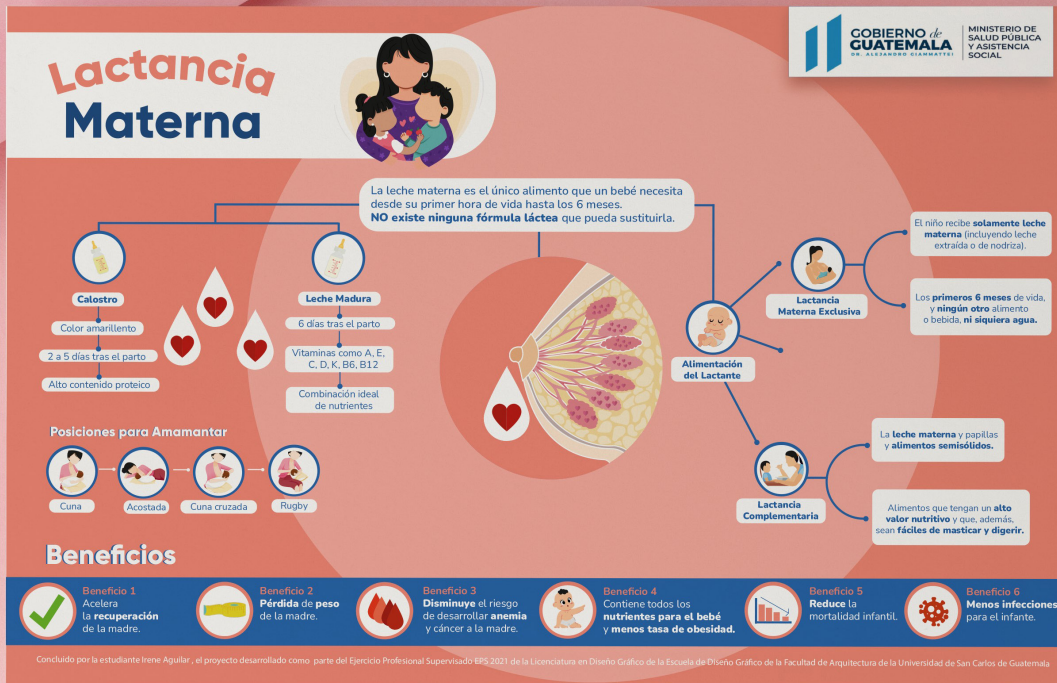 Lactancia
Materna
GOBIERNO de
GUATEMALA
DR. ALEJANDRO GIAMMATTEI
MINISTERIO DE
SALUD PÚBLICA
Y ASISTENCIA
SOCIAL
La leche materna es el único alimento que un bebé necesita
desde su primer hora de vida hasta los 6 meses.
NO existe ninguna fórmula láctea que pueda sustituirla.
Calostro
Color amarillento
2 a 5 días tras el parto
Alto contenido proteico
Leche Madura
6 días tras el parto
Vitaminas como A, E,
C, D, K, B6, B12
Combinación ideal
de nutrientes
Alimentación
del Lactante
Lactancia
Materna Exclusiva
El niño recibe solamente leche
materna (incluyendo leche
extraída o de nodriza).
Los primeros 6 meses de vida,
y ningún otro alimento
o bebida, ni siquiera agua.
Lactancia
Complementaria
La leche materna y papillas
y alimentos semisólidos.
Alimentos que tengan un alto
valor nutritivo y que, además,
sean fáciles de masticar y digerir.
Posiciones para Amamantar
Cuna
Acostada
Cuna cruzada
Rugby
Beneficios
Beneficio 1
Acelera
la recuperación
de la madre.
Beneficio 2
Pérdida de peso
de la madre.
Beneficio 3
Disminuye el riesgo
de desarrollar anemia
y cáncer a la madre.
Beneficio 4
Contiene todos los
nutrientes para el bebé
y menos tasa de obesidad.
Beneficio 5
Reduce la
mortalidad infantil.
Beneficio 6
Menos infecciones
para el infante.
Concluido por la estudiante Irene Aguilar , el proyecto desarrollado como parte del Ejercicio Profesional Supervisado EPS 2021 de la Licenciatura en Diseño Gráfico de la Escuela de Diseño Gráfico de la Facultad de Arquitectura de la Universidad de San Carlos de Guatemala